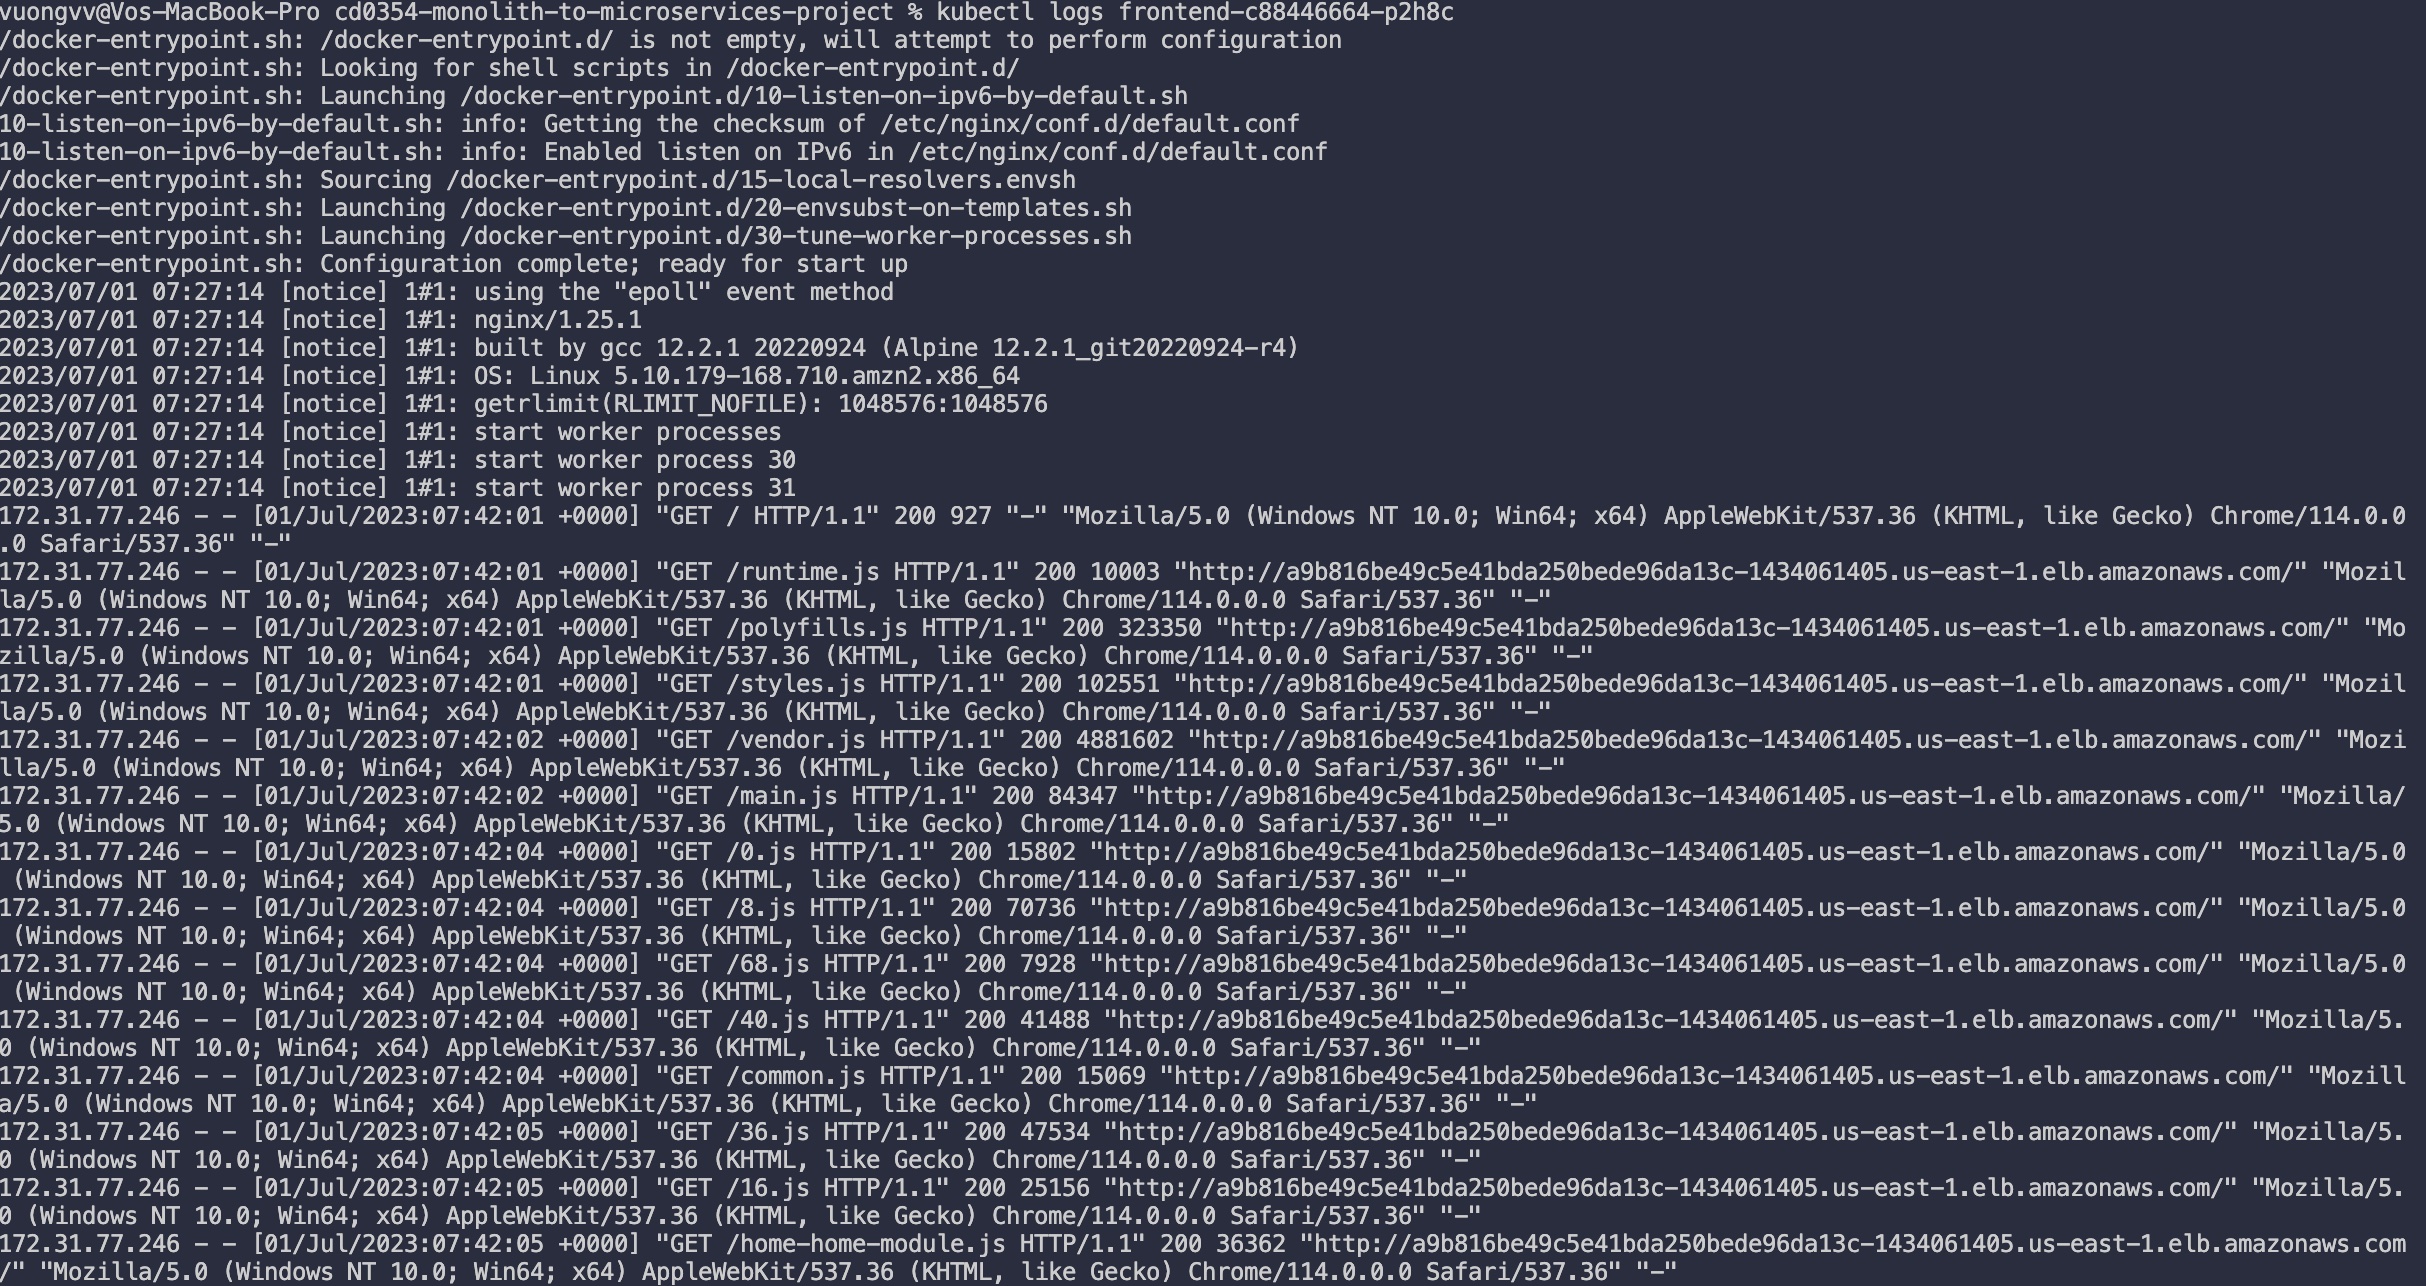 vuongvv@Vos-MacBook-Pro cd0354-monolith-to-microservices-project % kubectl logs frontend-c88446664-p2h8c
/docker-entrypoint.sh: /docker-entrypoint.d/ is not empty, will attempt to perform configuration
/docker-entrypoint.sh: Looking for shell scripts in /docker-entrypoint.d/
/docker-entrypoint.sh: Launching /docker-entrypoint.d/10-listen-on-ipv6-by-default.sh
10-listen-on-ipv6-by-default.sh: info: Getting the checksum of /etc/nginx/conf.d/default.conf
10-listen-on-ipv6-by-default.sh: info: Enabled listen on IPv6 in /etc/nginx/conf.d/default.conf
/docker-entrypoint.sh: Sourcing /docker-entrypoint.d/15-local-resolvers.envsh
/docker-entrypoint.sh: Launching /docker-entrypoint.d/20-envsubst-on-templates.sh
/docker-entrypoint.sh: Launching /docker-entrypoint.d/30-tune-worker-processes.sh
/docker-entrypoint.sh: Configuration complete; ready for start up
2023/07/01 07:27:14 [notice] 1#1: using the "epoll" event method
2023/07/01 07:27:14 [notice] 1#1: nginx/1.25.1
2023/07/01 07:27:14 [notice] 1#1: built by gcc 12.2.1 20220924 (Alpine 12.2.1_git20220924-r4)
2023/07/01 07:27:14 [notice] 1#1: OS: Linux 5.10.179-168.710.amzn2.x86_64
2023/07/01 07:27:14 [notice] 1#1: getrlimit(RLIMIT_NOFILE): 1048576:1048576
2023/07/01 07:27:14 [notice] 1#1: start worker processes
2023/07/01 07:27:14 [notice] 1#1: start worker process 30
2023/07/01 07:27:14 [notice] 1#1: start worker process 31
172.31.77.246 - - [01/Jul/2023:07:42:01 +0000] "GET / HTTP/1.1" 200 927 "-" "Mozilla/5.0 (Windows NT 10.0; Win64; x64) AppleWebKit/537.36 (KHTML, like Gecko) Chrome/114.0.0
.0 Safari/537.36" "-"
172.31.77.246 - - [01/Jul/2023:07:42:01 +0000] "GET /runtime.js HTTP/1.1" 200 10003 "http://a9b816be49c5e41bda250bede96da13c-1434061405.us-east-1.elb.amazonaws.com/" "Mozil
la/5.0 (Windows NT 10.0; Win64; x64) AppleWebKit/537.36 (KHTML, like Gecko) Chrome/114.0.0.0 Safari/537.36" "-"
172.31.77.246 - - [01/Jul/2023:07:42:01 +0000] "GET /polyfills.js HTTP/1.1" 200 323350 "http://a9b816be49c5e41bda250bede96da13c-1434061405.us-east-1.elb.amazonaws.com/" "Mo
zilla/5.0 (Windows NT 10.0; Win64; x64) AppleWebKit/537.36 (KHTML, like Gecko) Chrome/114.0.0.0 Safari/537.36" "-"
172.31.77.246 - - [01/Jul/2023:07:42:01 +0000] "GET /styles.js HTTP/1.1" 200 102551 "http://a9b816be49c5e41bda250bede96da13c-1434061405.us-east-1.elb.amazonaws.com/" "Mozil
la/5.0 (Windows NT 10.0; Win64; x64) AppleWebKit/537.36 (KHTML, like Gecko) Chrome/114.0.0.0 Safari/537.36" "-"
172.31.77.246 - - [01/Jul/2023:07:42:02 +0000] "GET /vendor.js HTTP/1.1" 200 4881602 "http://a9b816be49c5e41bda250bede96da13c-1434061405.us-east-1.elb.amazonaws.com/" "Mozi
lla/5.0 (Windows NT 10.0; Win64; x64) AppleWebKit/537.36 (KHTML, like Gecko) Chrome/114.0.0.0 Safari/537.36" "-"
172.31.77.246 - - [01/Jul/2023:07:42:02 +0000] "GET /main.js HTTP/1.1" 200 84347 "http://a9b816be49c5e41bda250bede96da13c-1434061405.us-east-1.elb.amazonaws.com/" "Mozilla/
5.0 (Windows NT 10.0; Win64; x64) AppleWebKit/537.36 (KHTML, like Gecko) Chrome/114.0.0.0 Safari/537.36" "-"
172.31.77.246 - - [01/Jul/2023:07:42:04 +0000] "GET /0.js HTTP/1.1" 200 15802 "http://a9b816be49c5e41bda250bede96da13c-1434061405.us-east-1.elb.amazonaws.com/" "Mozilla/5.0
 (Windows NT 10.0; Win64; x64) AppleWebKit/537.36 (KHTML, like Gecko) Chrome/114.0.0.0 Safari/537.36" "-"
172.31.77.246 - - [01/Jul/2023:07:42:04 +0000] "GET /8.js HTTP/1.1" 200 70736 "http://a9b816be49c5e41bda250bede96da13c-1434061405.us-east-1.elb.amazonaws.com/" "Mozilla/5.0
 (Windows NT 10.0; Win64; x64) AppleWebKit/537.36 (KHTML, like Gecko) Chrome/114.0.0.0 Safari/537.36" "-"
172.31.77.246 - - [01/Jul/2023:07:42:04 +0000] "GET /68.js HTTP/1.1" 200 7928 "http://a9b816be49c5e41bda250bede96da13c-1434061405.us-east-1.elb.amazonaws.com/" "Mozilla/5.0
 (Windows NT 10.0; Win64; x64) AppleWebKit/537.36 (KHTML, like Gecko) Chrome/114.0.0.0 Safari/537.36" "-"
172.31.77.246 - - [01/Jul/2023:07:42:04 +0000] "GET /40.js HTTP/1.1" 200 41488 "http://a9b816be49c5e41bda250bede96da13c-1434061405.us-east-1.elb.amazonaws.com/" "Mozilla/5.
0 (Windows NT 10.0; Win64; x64) AppleWebKit/537.36 (KHTML, like Gecko) Chrome/114.0.0.0 Safari/537.36" "-"
172.31.77.246 - - [01/Jul/2023:07:42:04 +0000] "GET /common.js HTTP/1.1" 200 15069 "http://a9b816be49c5e41bda250bede96da13c-1434061405.us-east-1.elb.amazonaws.com/" "Mozill
a/5.0 (Windows NT 10.0; Win64; x64) AppleWebKit/537.36 (KHTML, like Gecko) Chrome/114.0.0.0 Safari/537.36" "-"
172.31.77.246 - - [01/Jul/2023:07:42:05 +0000] "GET /36.js HTTP/1.1" 200 47534 "http://a9b816be49c5e41bda250bede96da13c-1434061405.us-east-1.elb.amazonaws.com/" "Mozilla/5.
0 (Windows NT 10.0; Win64; x64) AppleWebKit/537.36 (KHTML, like Gecko) Chrome/114.0.0.0 Safari/537.36" "-"
172.31.77.246 - - [01/Jul/2023:07:42:05 +0000] "GET /16.js HTTP/1.1" 200 25156 "http://a9b816be49c5e41bda250bede96da13c-1434061405.us-east-1.elb.amazonaws.com/" "Mozilla/5.
0 (Windows NT 10.0; Win64; x64) AppleWebKit/537.36 (KHTML, like Gecko) Chrome/114.0.0.0 Safari/537.36" "-"
172.31.77.246 - - [01/Jul/2023:07:42:05 +0000] "GET /home-home-module.js HTTP/1.1" 200 36362 "http://a9b816be49c5e41bda250bede96da13c-1434061405.us-east-1.elb.amazonaws.com
/" "Mozilla/5.0 (Windows NT 10.0; Win64; x64) AppleWebKit/537.36 (KHTML, like Gecko) Chrome/114.0.0.0 Safari/537.36" "-"